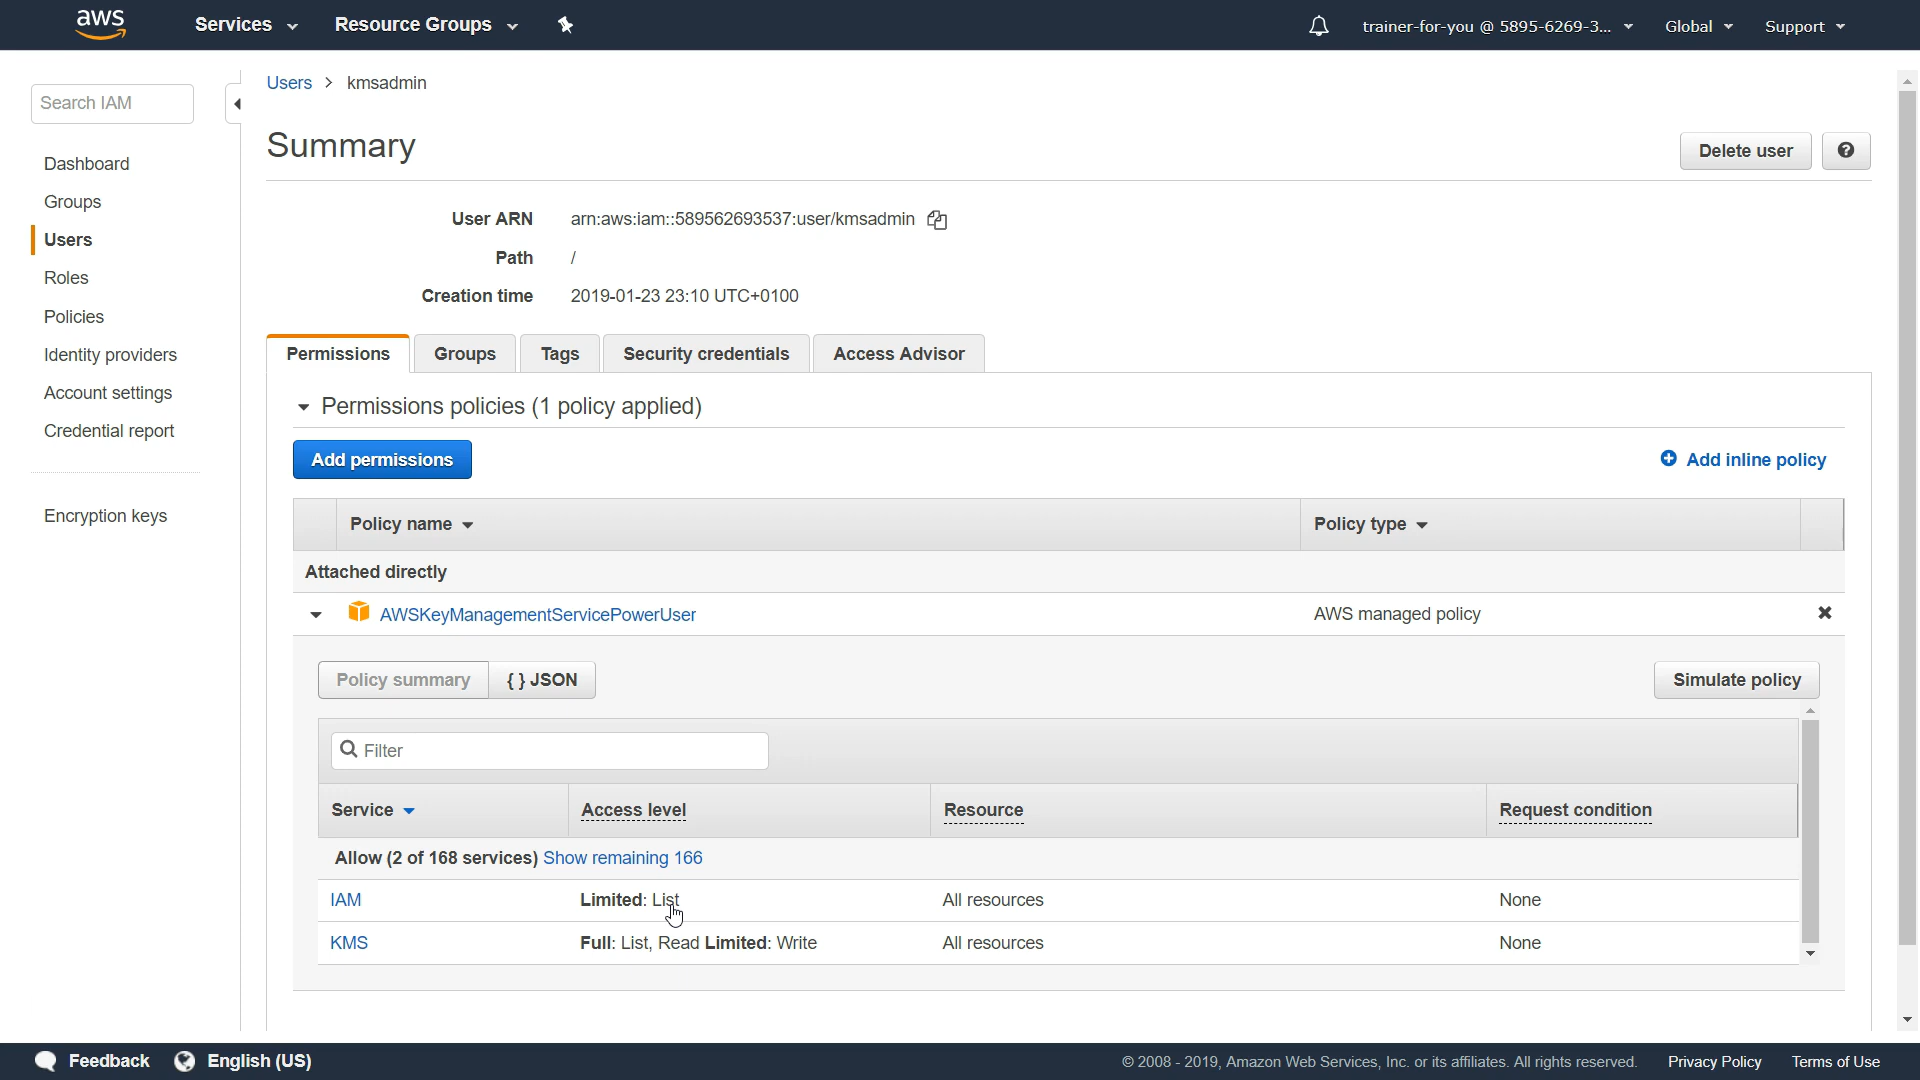 aws Services Resource Groups trainer-for-you @ 5895-6269-3... Global Support
Search IAM
Dashboard
Groups
Users
Roles
Policies
Identity providers
Account settings
Credential report
Encryption keys
Users > kmsadmin
Summary
Delete user ?
User ARN arn:aws:iam::589562693537:user/kmsadmin
Path /
Creation time 2019-01-23 23:10 UTC+0100
Permissions Groups Tags Security credentials Access Advisor
Permissions policies (1 policy applied)
Add permissions Add inline policy
Policy name Policy type
Attached directly
AWSKeyManagementServicePowerUser AWS managed policy
Policy summary { } JSON Simulate policy
Filter
Service Access level Resource Request condition
Allow (2 of 168 services) Show remaining 166
IAM Limited: List All resources None
KMS Full: List, Read Limited: Write All resources None
Feedback English (US) © 2008 - 2019, Amazon Web Services, Inc. or its affiliates. All rights reserved. Privacy Policy Terms of Use